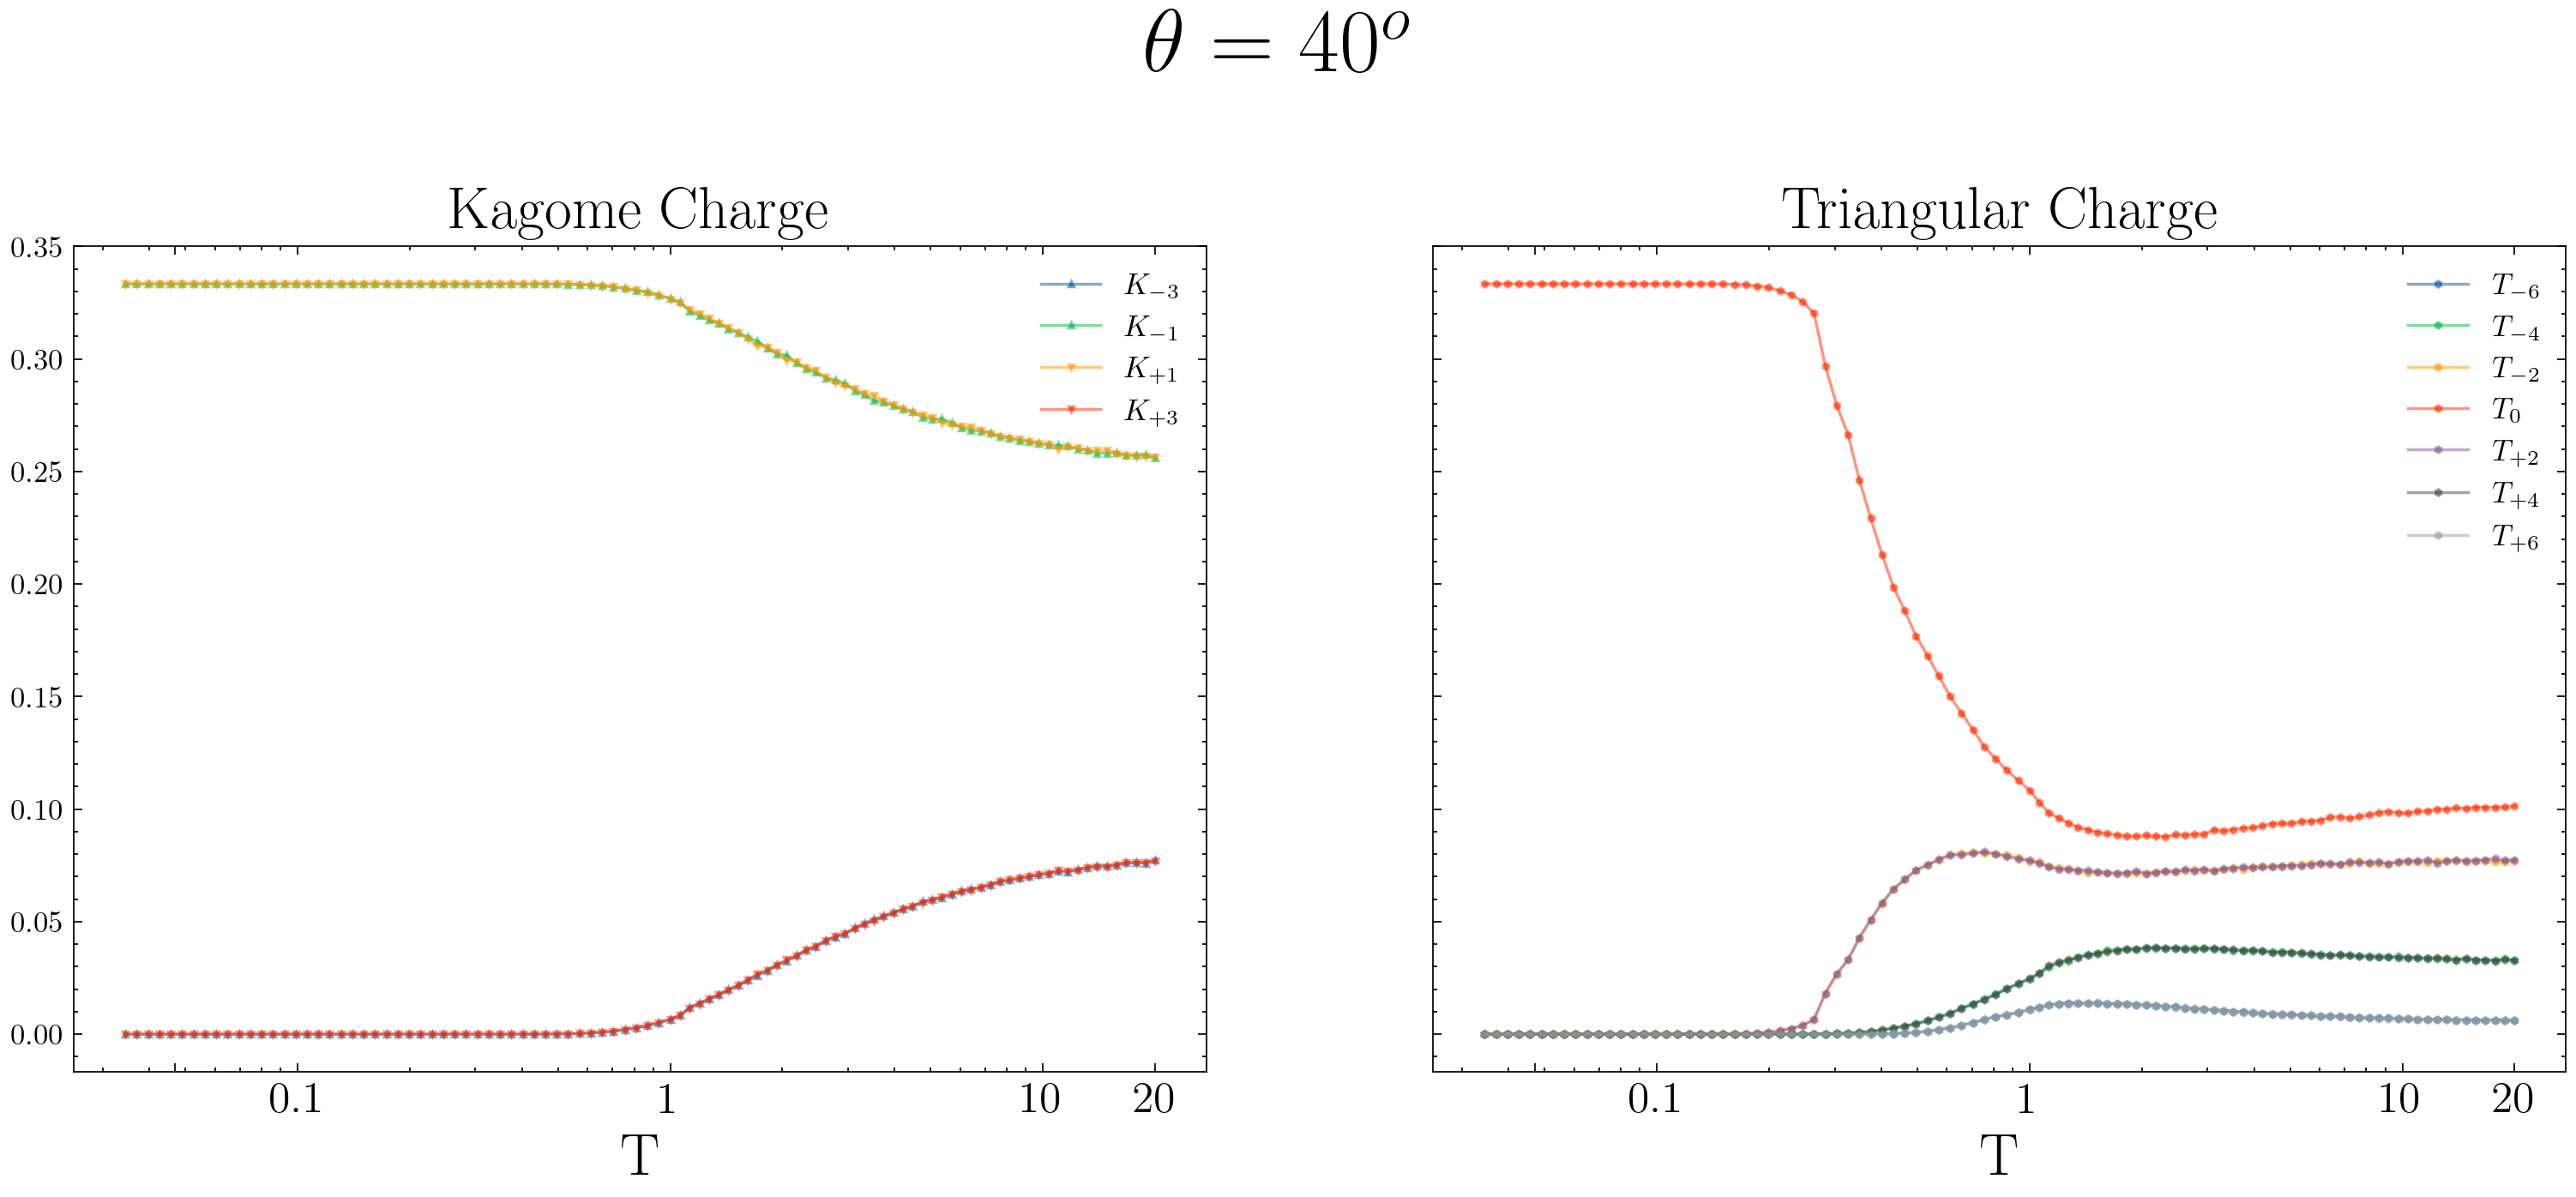 θ = 40°
Kagome Charge
0.35
0.30
0.25
0.20
0.15
0.10
0.05
0.00
K₋₃
K₋₁
K₊₁
K₊₃
0.1 1 10 20
T
Triangular Charge
T₋₆
T₋₄
T₋₂
T₀
T₊₂
T₊₄
T₊₆
0.1 1 10 20
T